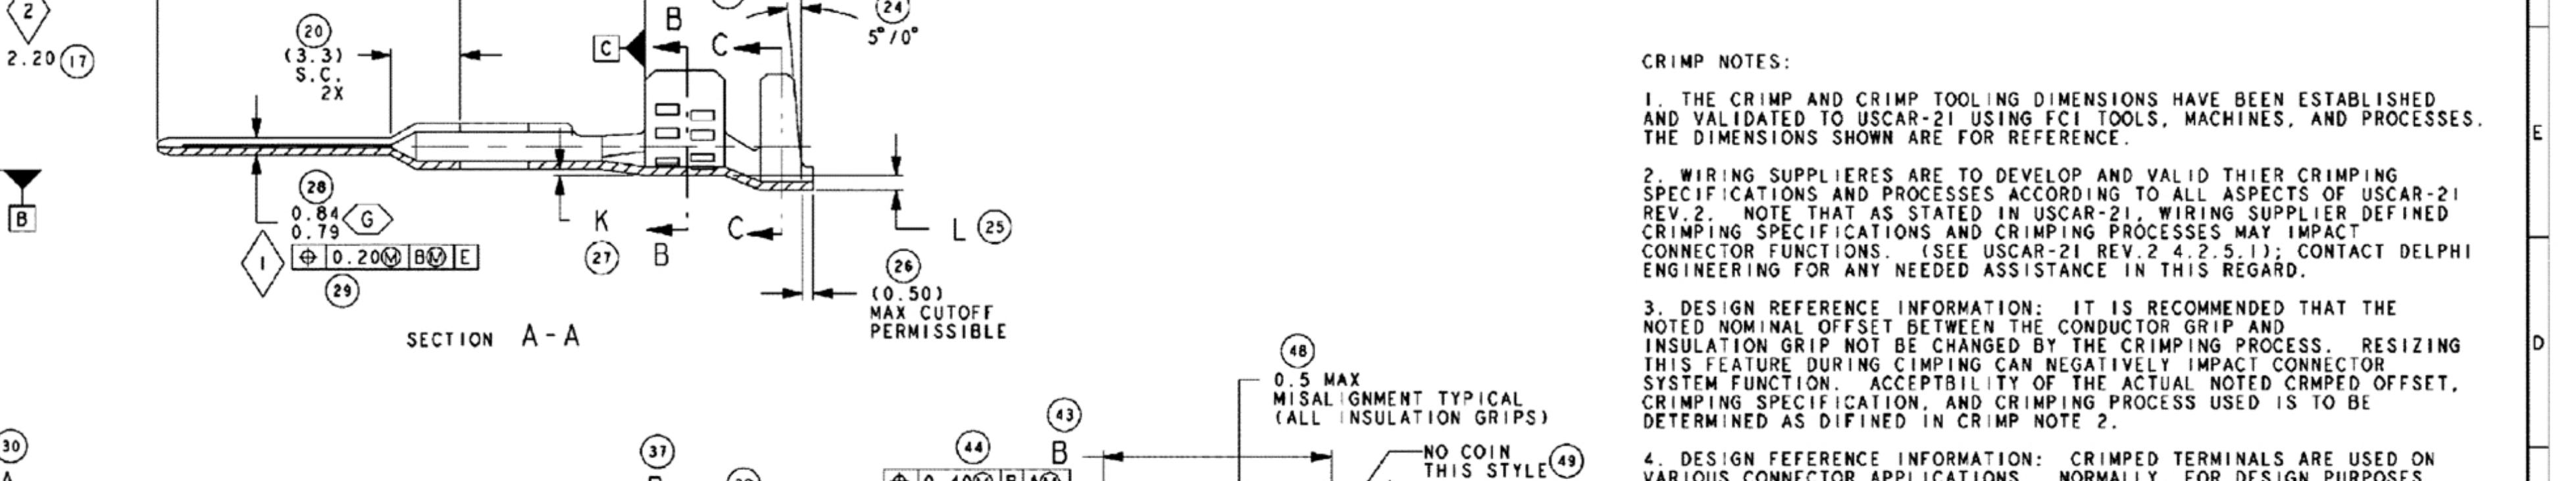 2
2.20 17
20
(3.3)
S.C.
2X
C
B
C
24
5°/0°
B
28
0.84 G
0.79
1
0.20Ⓜ BⓂ E
29
K
27
B
C
L 25
26
(0.50)
MAX CUTOFF
PERMISSIBLE
SECTION A-A
48
0.5 MAX
MISALIGNMENT TYPICAL
(ALL INSULATION GRIPS)
30
37
44
43
B
NO COIN
THIS STYLE 49
CRIMP NOTES:
1. THE CRIMP AND CRIMP TOOLING DIMENSIONS HAVE BEEN ESTABLISHED
AND VALIDATED TO USCAR-21 USING FCI TOOLS, MACHINES, AND PROCESSES.
THE DIMENSIONS SHOWN ARE FOR REFERENCE.
2. WIRING SUPPLIERES ARE TO DEVELOP AND VALID THIER CRIMPING
SPECIFICATIONS AND PROCESSES ACCORDING TO ALL ASPECTS OF USCAR-21
REV.2. NOTE THAT AS STATED IN USCAR-21, WIRING SUPPLIER DEFINED
CRIMPING SPECIFICATIONS AND CRIMPING PROCESSES MAY IMPACT
CONNECTOR FUNCTIONS. (SEE USCAR-21 REV.2 4.2.5.1); CONTACT DELPHI
ENGINEERING FOR ANY NEEDED ASSISTANCE IN THIS REGARD.
3. DESIGN REFERENCE INFORMATION: IT IS RECOMMENDED THAT THE
NOTED NOMINAL OFFSET BETWEEN THE CONDUCTOR GRIP AND
INSULATION GRIP NOT BE CHANGED BY THE CRIMPING PROCESS. RESIZING
THIS FEATURE DURING CIMPING CAN NEGATIVELY IMPACT CONNECTOR
SYSTEM FUNCTION. ACCEPTBILITY OF THE ACTUAL NOTED CRMPED OFFSET,
CRIMPING SPECIFICATION, AND CRIMPING PROCESS USED IS TO BE
DETERMINED AS DIFINED IN CRIMP NOTE 2.
4. DESIGN FEFERENCE INFORMATION: CRIMPED TERMINALS ARE USED ON
VARIOUS CONNECTOR APPLICATIONS. NORMALLY, FOR DESIGN PURPOSES
E
D